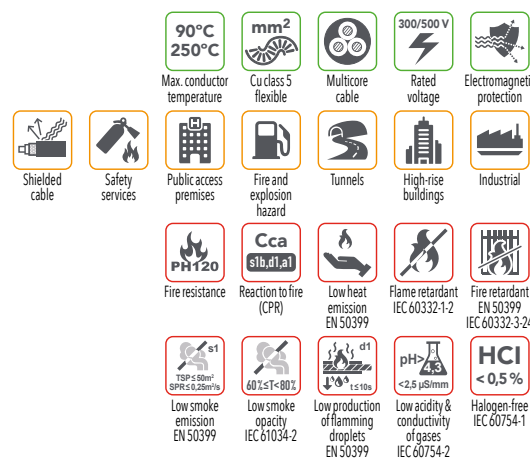 90ºC
250ºC
mm²
300/500 V
Max. conductor
temperature
Cu class 5
flexible
Multicore
cable
Rated
voltage
Electromagneti
protection
Shielded
cable
Safety
services
H
Public access
premises
Fire and
explosion
hazard
Tunnels
High-rise
buildings
Industrial
PH120
Cca
s1b,d1,a1
Fire resistance
Reaction to fire
(CPR)
Low heat
emission
EN 50399
Flame retardant
IEC 60332-1-2
Fire retardant
EN 50399
IEC 60332-3-24
s1
TSP≤50m²
SPR≤0,25m²/s
60%≤T<80%
d1
t≤10s
pH>
4,3
<2,5 µS/mm
HCl
< 0,5 %
Low smoke
emission
EN 50399
Low smoke
opacity
IEC 61034-2
Low production
of flamming
droplets
EN 50399
Low acidity &
conductivity
of gases
IEC 60754-2
Halogen-free
IEC 60754-1